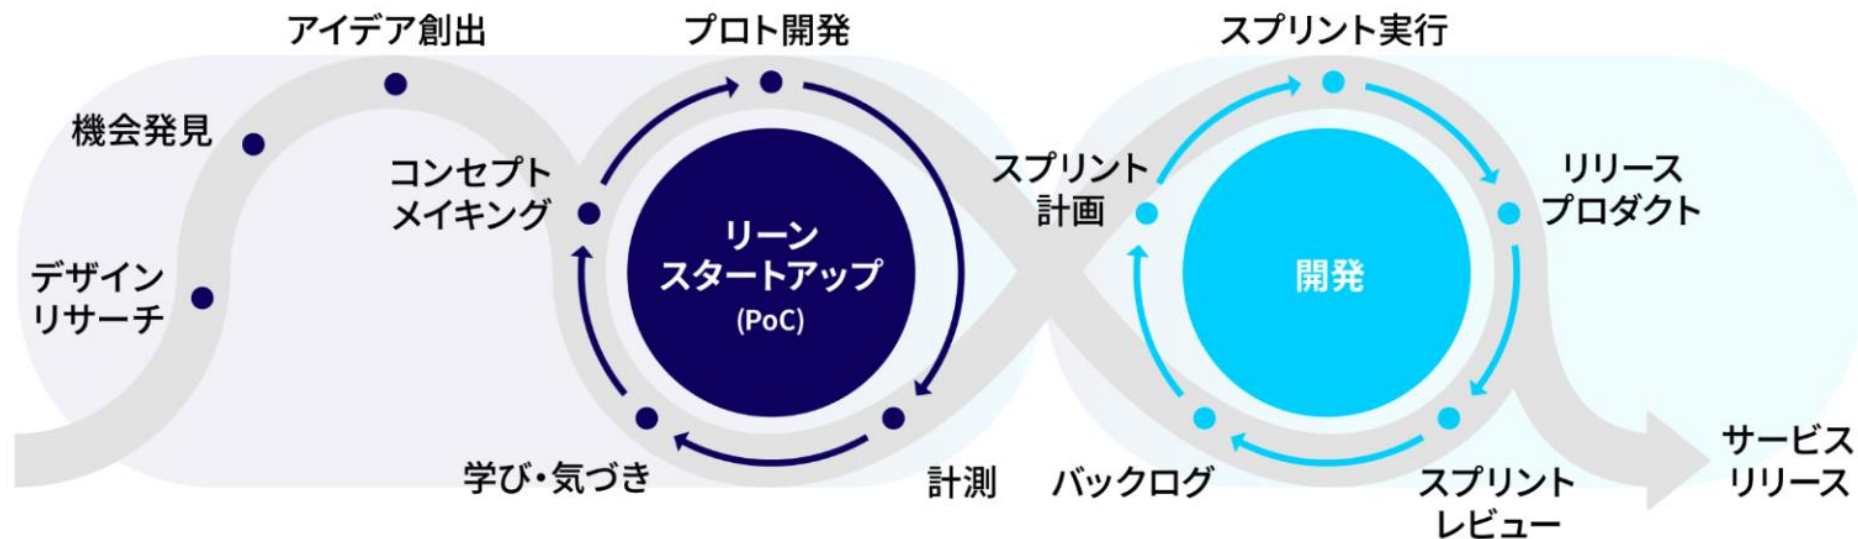 アイデア創出
プロト開発
スプリント実行
機会発見
コンセプト
メイキング
デザイン
リサーチ
リーン
スタートアップ
(PoC)
学び・気づき
計測
スプリント
計画
開発
リリース
プロダクト
バックログ
スプリント
レビュー
サービス
リリース